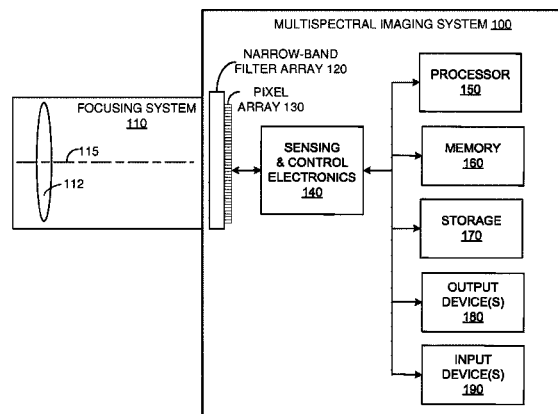 MULTISPECTRAL IMAGING SYSTEM 100
NARROW-BAND
FILTER ARRAY 120
PIXEL
ARRAY 130
FOCUSING SYSTEM
110
115
112
SENSING
& CONTROL
ELECTRONICS
140
PROCESSOR
150
MEMORY
160
STORAGE
170
OUTPUT
DEVICE(S)
180
INPUT
DEVICE(S)
190